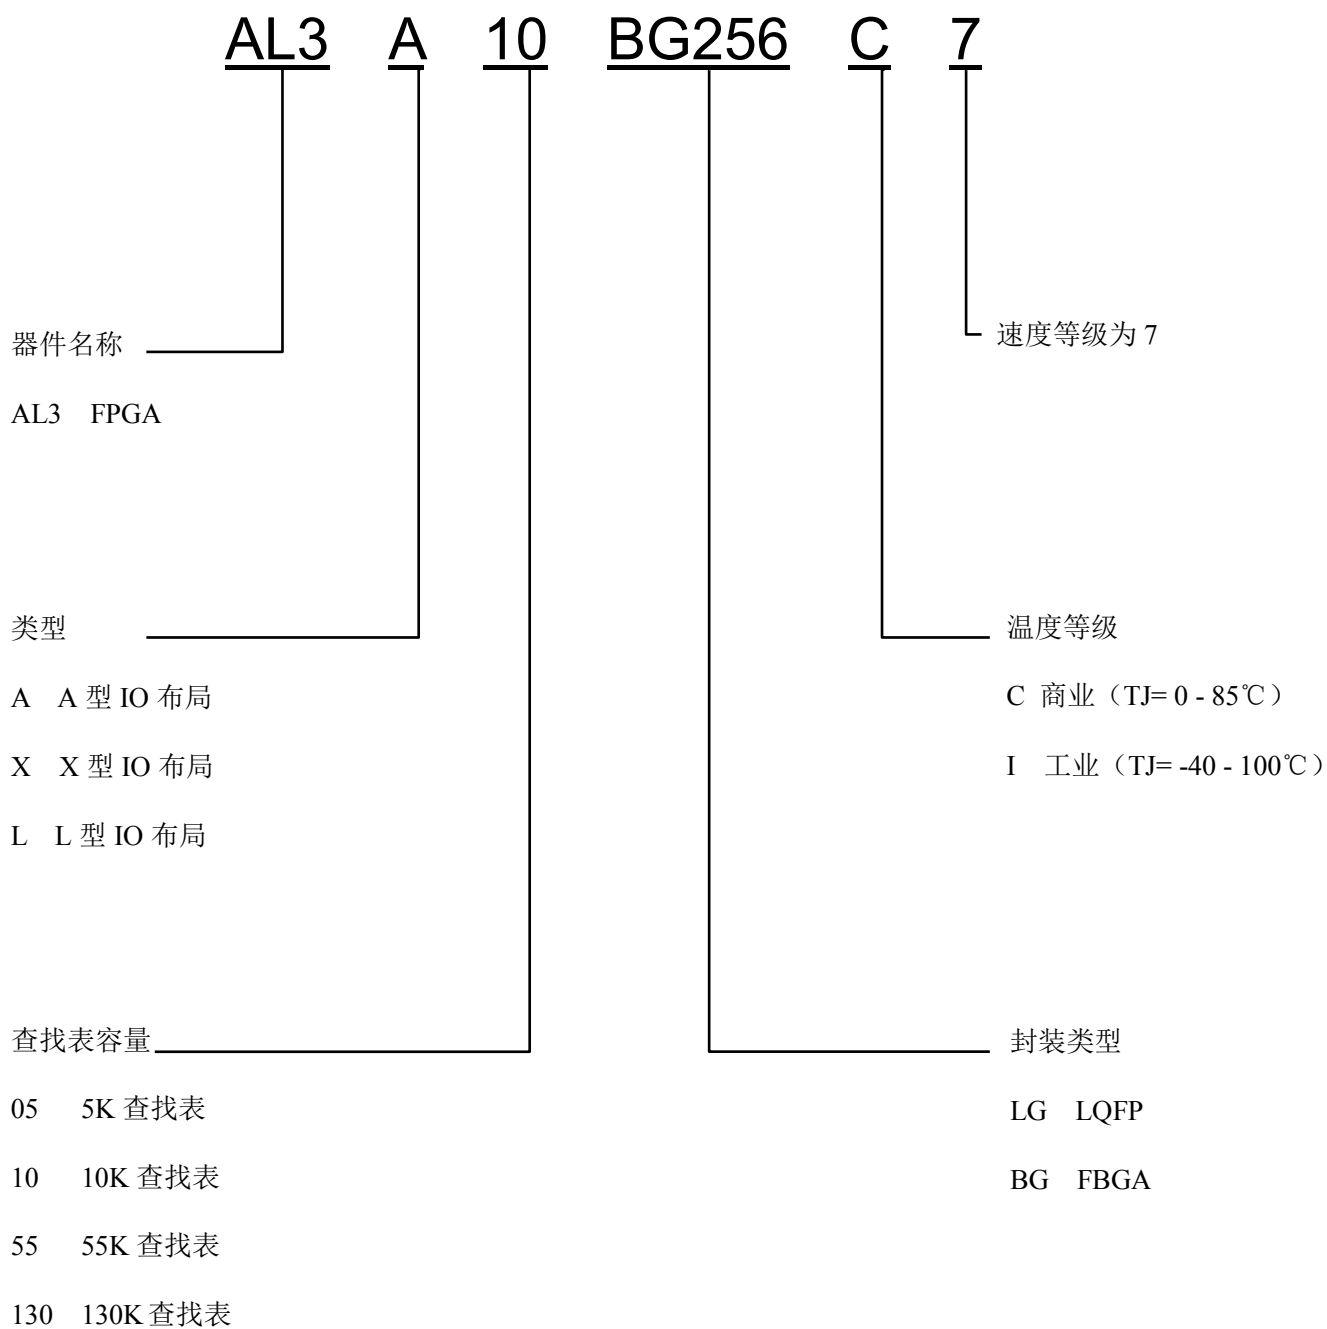 AL3 A 10 BG256 C 7
器件名称
AL3 FPGA
速度等级为 7
类型
A A 型 IO 布局
X X 型 IO 布局
L L 型 IO 布局
温度等级
C 商业（TJ= 0 - 85℃）
I 工业（TJ= -40 - 100℃）
查找表容量
05 5K 查找表
10 10K 查找表
55 55K 查找表
130 130K 查找表
封装类型
LG LQFP
BG FBGA